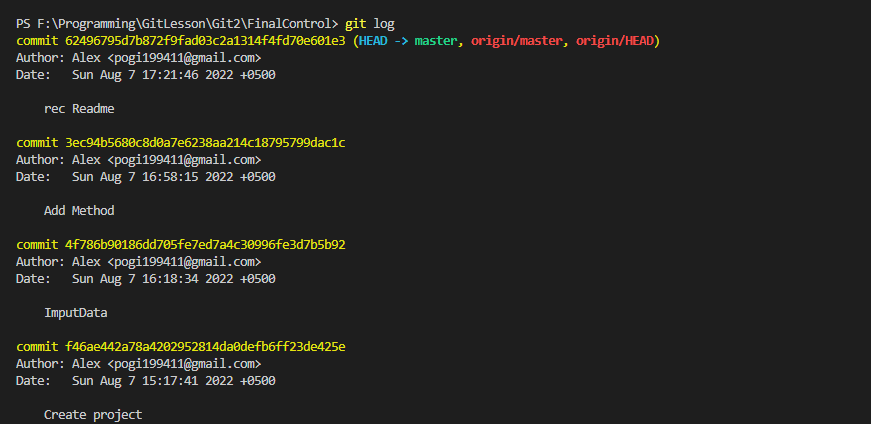 PS F:\Programming\GitLesson\Git2\FinalControl> git log
commit 62496795d7b872f9fad03c2a1314f4fd70e601e3 (HEAD -> master, origin/master, origin/HEAD)
Author: Alex <pogi199411@gmail.com>
Date:   Sun Aug 7 17:21:46 2022 +0500
    rec Readme
commit 3ec94b5680c8d0a7e6238aa214c18795799dac1c
Author: Alex <pogi199411@gmail.com>
Date:   Sun Aug 7 16:58:15 2022 +0500
    Add Method
commit 4f786b90186dd705fe7ed7a4c30996fe3d7b5b92
Author: Alex <pogi199411@gmail.com>
Date:   Sun Aug 7 16:18:34 2022 +0500
    ImputData
commit f46ae442a78a4202952814da0defb6ff23de425e
Author: Alex <pogi199411@gmail.com>
Date:   Sun Aug 7 15:17:41 2022 +0500
    Create project